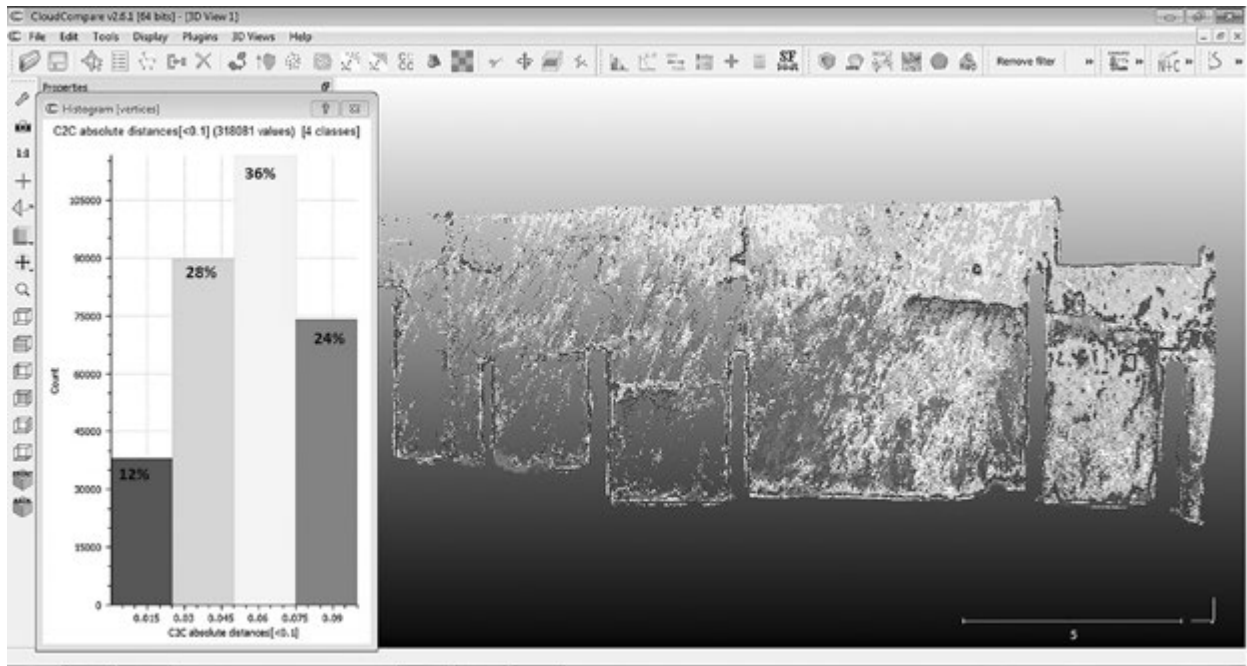 CloudCompare v2.6.1 [64 bits] - [3D View 1]
File Edit Tools Display Plugins 3D Views Help
SF
Remove filter
N+C
Properties
Histogram [vertices]
1:1
C2C absolute distances[<0.1] (318081 values) [4 classes]
105000
90000
75000
60000
45000
30000
15000
0
Count
12%
28%
36%
24%
0.015 0.03 0.045 0.06 0.075 0.09
C2C absolute distances[<0.1]
5